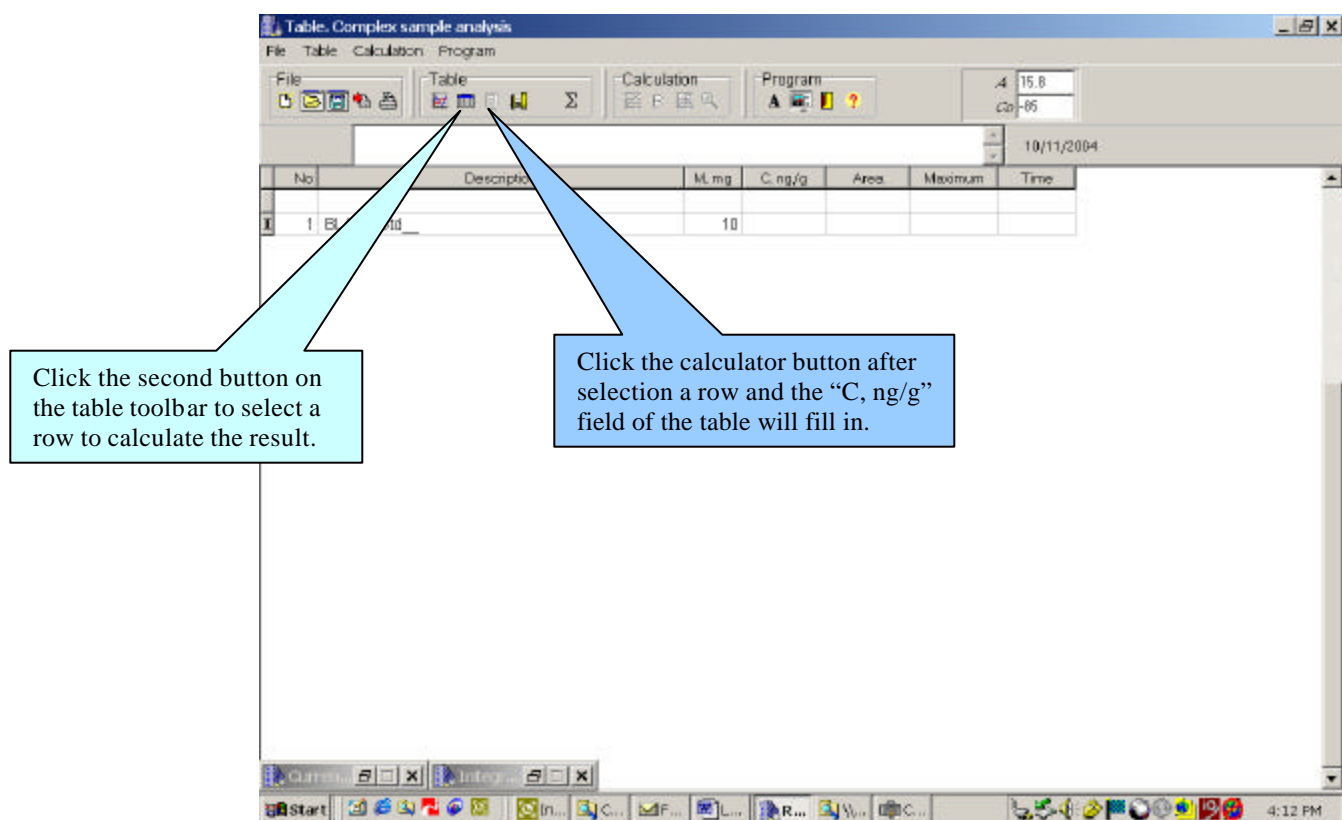 Table. Complex sample analysis
File Table Calculation Program
File Table Calculation Program
A 15.8
Co -85
A
10/11/2004
No Description M. mg C. ng/g Area Maximum Time
1 10
Click the second button on
the table toolbar to select a
row to calculate the result.
Click the calculator button after
selection a row and the “C, ng/g”
field of the table will fill in.
Start In... C... F... L... R... \\... C... 4:12 PM